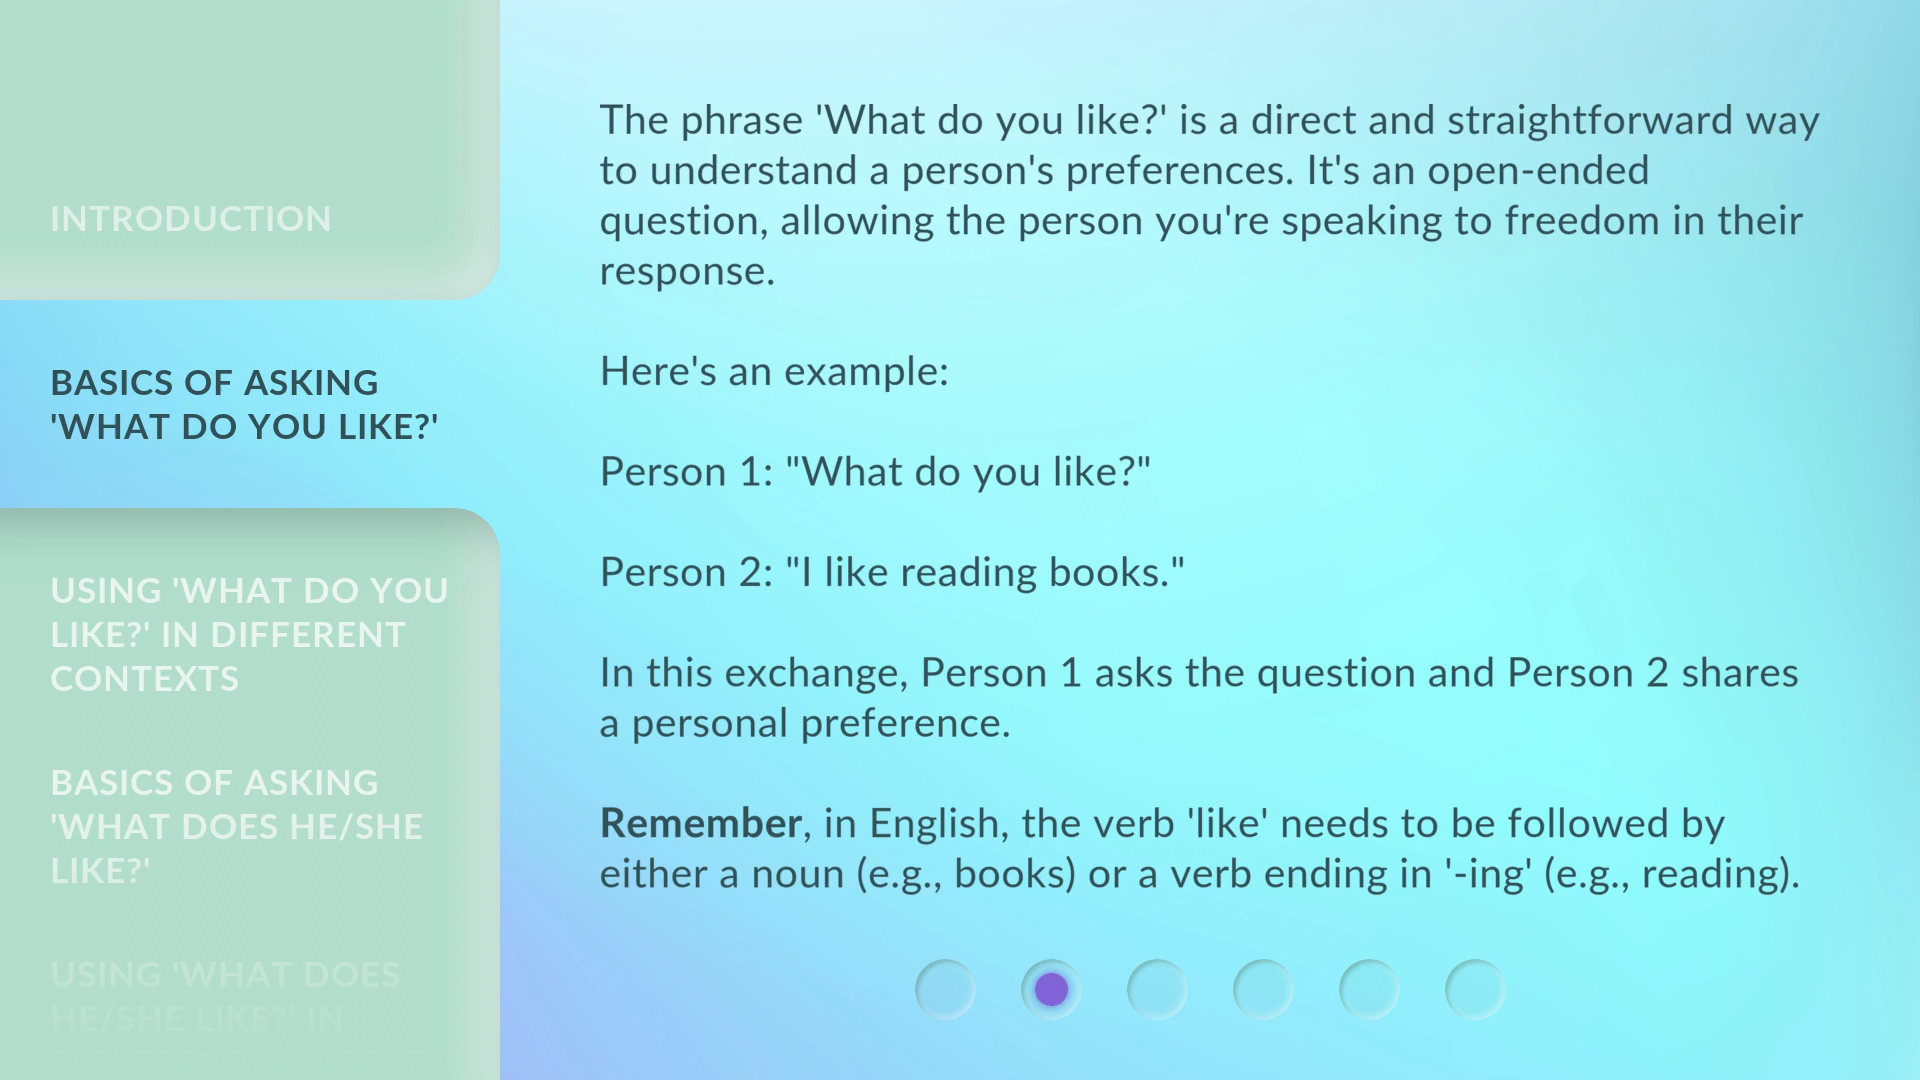 INTRODUCTION
BASICS OF ASKING
'WHAT DO YOU LIKE?'
USING 'WHAT DO YOU
LIKE?' IN DIFFERENT
CONTEXTS
BASICS OF ASKING
'WHAT DOES HE/SHE
LIKE?'
USING 'WHAT DOES
HE/SHE LIKE?' IN
The phrase 'What do you like?' is a direct and straightforward way
to understand a person's preferences. It's an open-ended
question, allowing the person you're speaking to freedom in their
response.
Here's an example:
Person 1: "What do you like?"
Person 2: "I like reading books."
In this exchange, Person 1 asks the question and Person 2 shares
a personal preference.
Remember, in English, the verb 'like' needs to be followed by
either a noun (e.g., books) or a verb ending in '-ing' (e.g., reading).